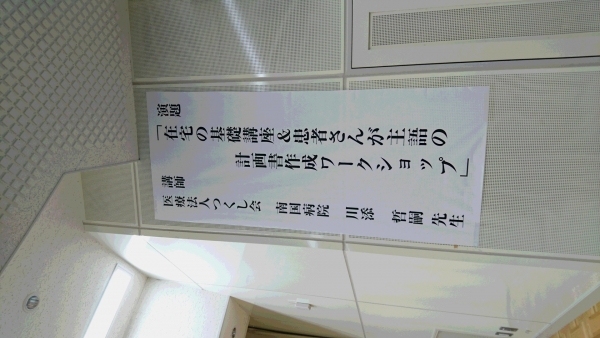 演題
「在宅の基礎講座&患者さんが主語の
計画書作成ワークショップ」
講師
医療法人つくし会 南国病院 川添 哲嗣 先生